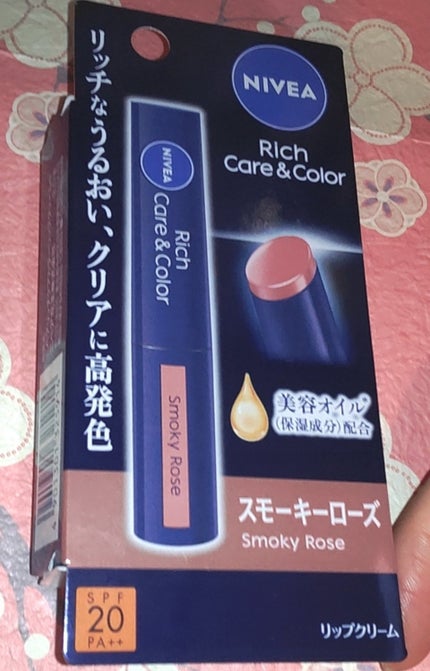 リッチなうるおい、クリアに高発色
NIVEA
Rich
Care & Color
NIVEA
Rich
Care & Color
Smoky Rose
美容オイル*
(保湿成分)配合
スモーキーローズ
Smoky Rose
SPF
20
PA++
リップクリーム